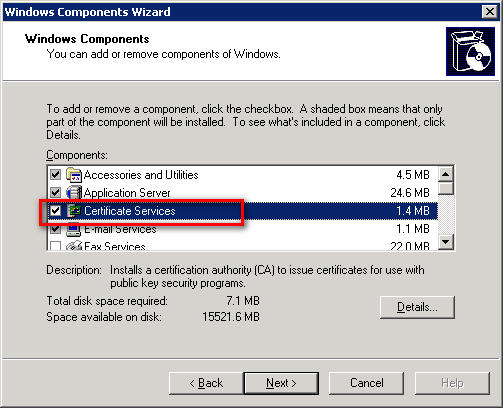 Windows Components Wizard
Windows Components
You can add or remove components of Windows.
To add or remove a component, click the checkbox. A shaded box means that only
part of the component will be installed. To see what's included in a component, click
Details.
Components:
Accessories and Utilities 4.5 MB
Application Server 24.6 MB
Certificate Services 1.4 MB
E-mail Services 1.1 MB
Fax Services 22.0 MB
Description: Installs a certification authority (CA) to issue certificates for use with
public key security programs.
Total disk space required: 7.1 MB
Space available on disk: 15521.6 MB
Details...
< Back
Next >
Cancel
Help